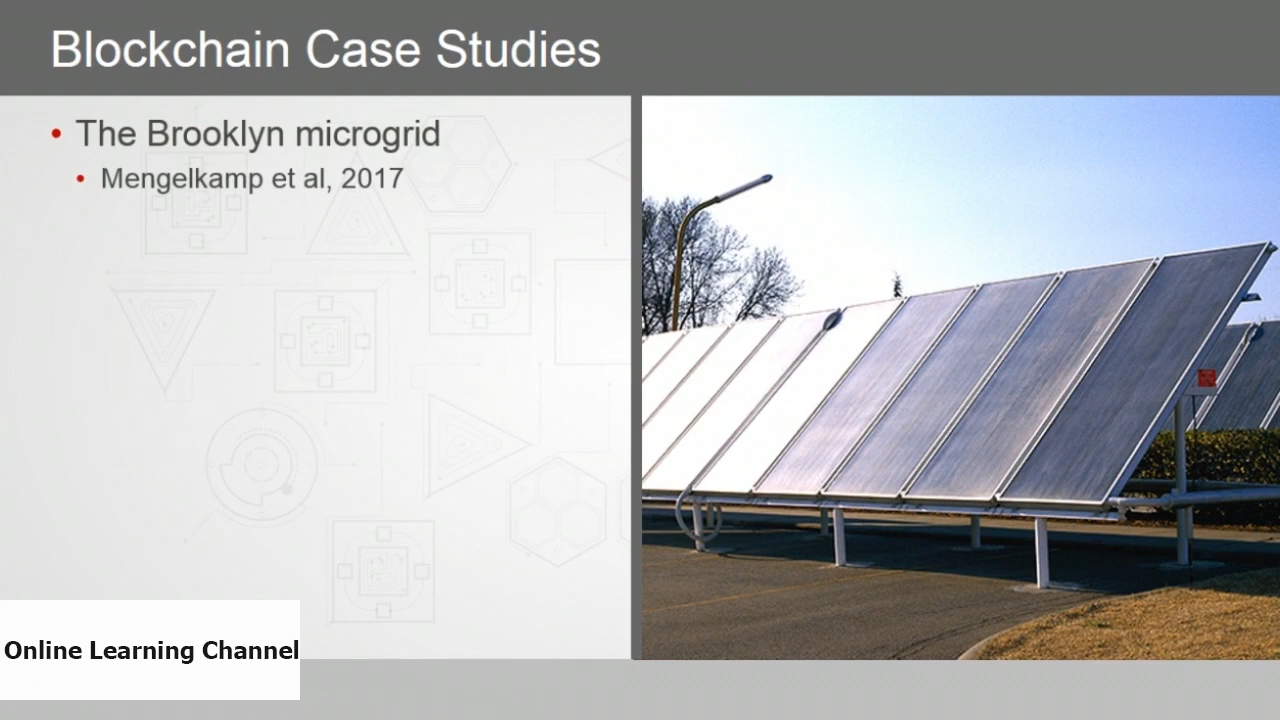 Blockchain Case Studies
• The Brooklyn microgrid
• Mengelkamp et al, 2017
Online Learning Channel